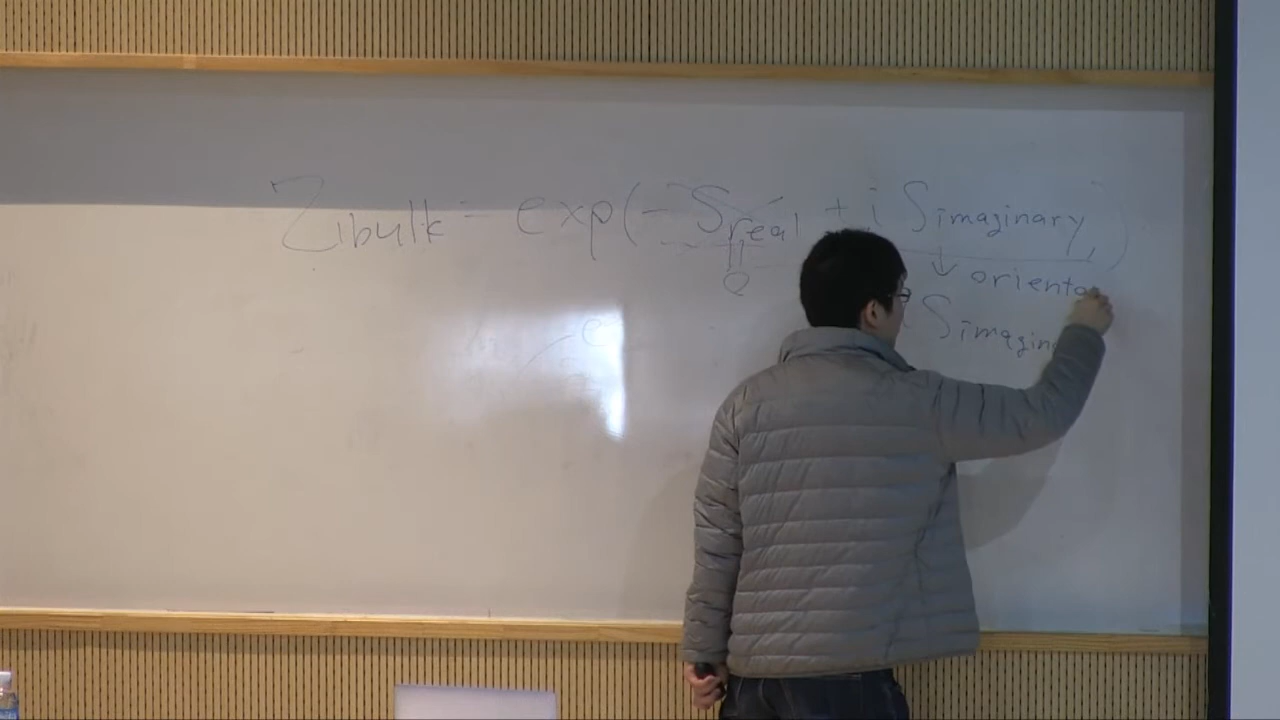 Zbulk = exp(- Sreal + i Simaginary)
|| ↓ orienta
0 Simagin